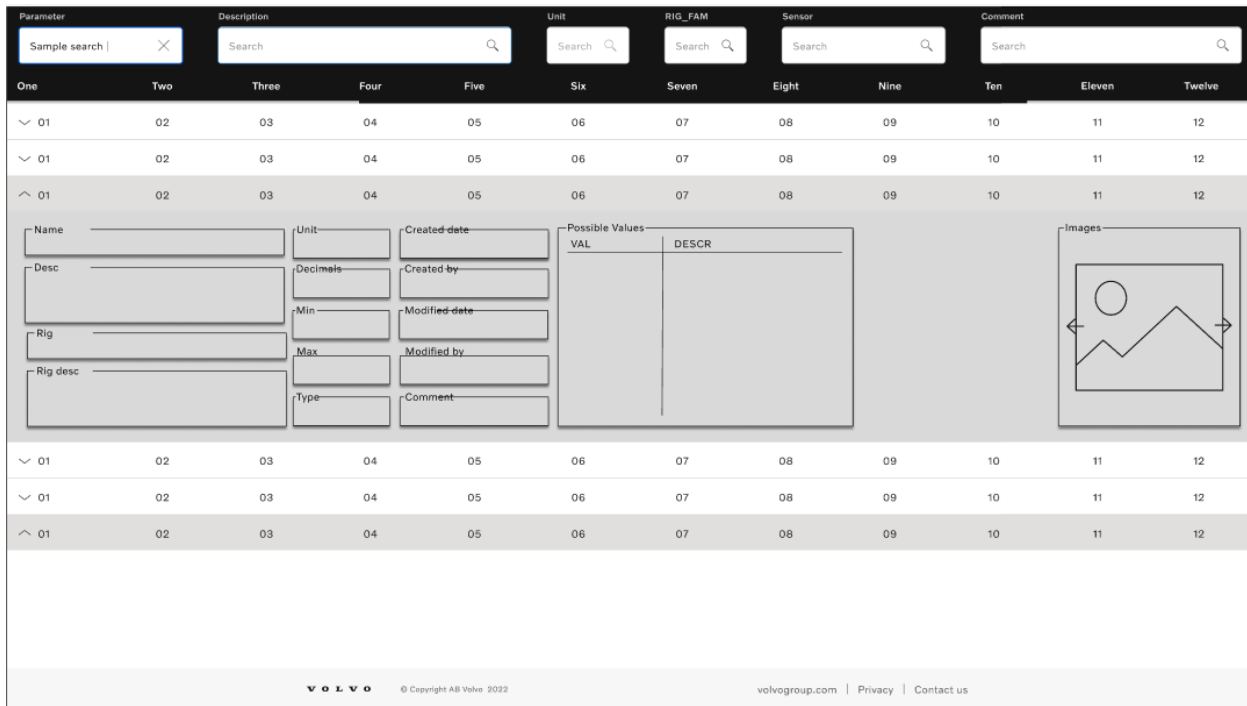 Parameter Description Unit RIG_FAM Sensor Comment
Sample search Search Search Search Search Search
One Two Three Four Five Six Seven Eight Nine Ten Eleven Twelve
01 02 03 04 05 06 07 08 09 10 11 12
01 02 03 04 05 06 07 08 09 10 11 12
01 02 03 04 05 06 07 08 09 10 11 12
Name
Desc
Rig
Rig desc
Unit
Decimals
Min
Max
Type
Created date
Created by
Modified date
Modified by
Comment
Possible Values
VAL DESCR
Images
01 02 03 04 05 06 07 08 09 10 11 12
01 02 03 04 05 06 07 08 09 10 11 12
01 02 03 04 05 06 07 08 09 10 11 12
VOLVO © Copyright AB Volvo 2022 volvogroup.com | Privacy | Contact us